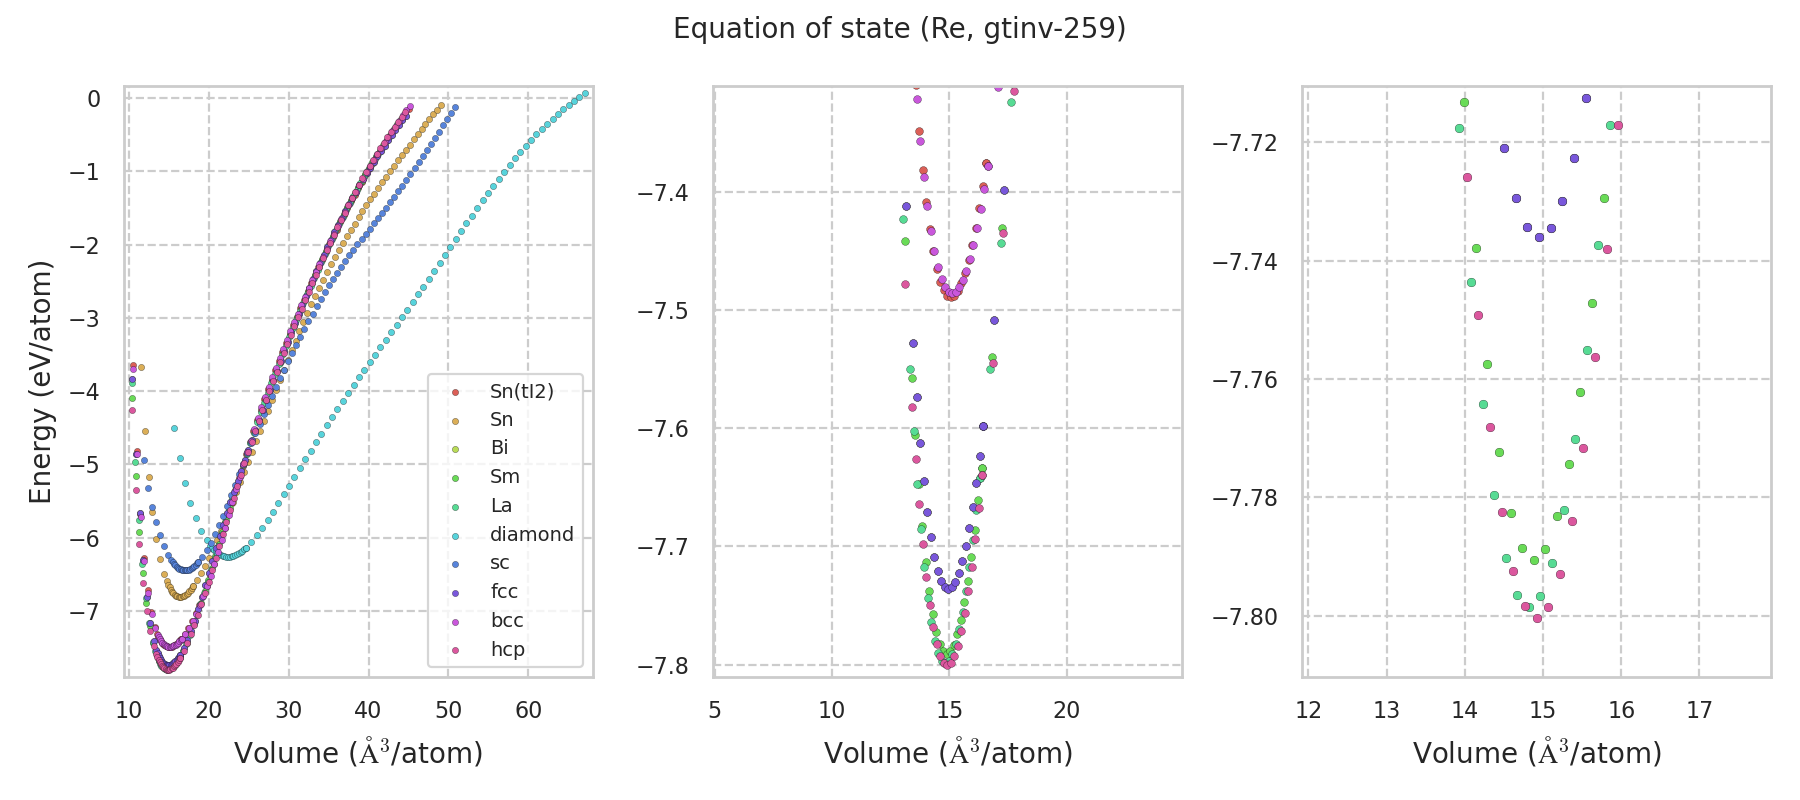 Equation of state (Re, gtinv-259)
Energy (eV/atom)
0
−1
−2
−3
−4
−5
−6
−7
10 20 30 40 50 60
Volume (Å³/atom)
Sn(tI2)
Sn
Bi
Sm
La
diamond
sc
fcc
bcc
hcp
−7.4
−7.5
−7.6
−7.7
−7.8
5 10 15 20
Volume (Å³/atom)
−7.72
−7.74
−7.76
−7.78
−7.80
12 13 14 15 16 17
Volume (Å³/atom)